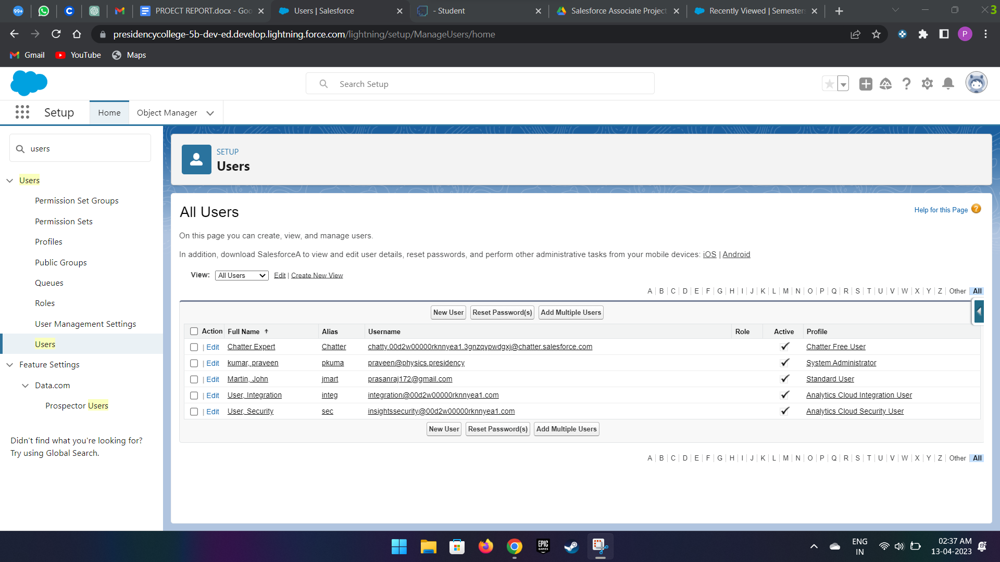 99+
PROECT REPORT.docx - Goo
Users | Salesforce
- Student
Salesforce Associate Project
Recently Viewed | Semesters
3
presidencycollege-5b-dev-ed.develop.lightning.force.com/lightning/setup/ManageUsers/home
P
Gmail
YouTube
Maps
Search Setup
Setup
Home
Object Manager
users
Users
Permission Set Groups
Permission Sets
Profiles
Public Groups
Queues
Roles
User Management Settings
Users
Feature Settings
Data.com
Prospector Users
Didn't find what you're looking for?
Try using Global Search.
SETUP
Users
All Users
Help for this Page ?
On this page you can create, view, and manage users.
In addition, download SalesforceA to view and edit user details, reset passwords, and perform other administrative tasks from your mobile devices: iOS | Android
View: All Users Edit | Create New View
A | B | C | D | E | F | G | H | I | J | K | L | M | N | O | P | Q | R | S | T | U | V | W | X | Y | Z | Other | All
New User Reset Password(s) Add Multiple Users
Action Full Name ↑ Alias Username Role Active Profile
| Edit Chatter Expert Chatter chatty.00d2w00000rknnyea1.3gnzqvpwdgxj@chatter.salesforce.com ✓ Chatter Free User
| Edit kumar, praveen pkuma praveen@physics.presidency ✓ System Administrator
| Edit Martin, John jmart prasanraj172@gmail.com ✓ Standard User
| Edit User, Integration integ integration@00d2w00000rknnyea1.com ✓ Analytics Cloud Integration User
| Edit User, Security sec insightssecurity@00d2w00000rknnyea1.com ✓ Analytics Cloud Security User
New User Reset Password(s) Add Multiple Users
A | B | C | D | E | F | G | H | I | J | K | L | M | N | O | P | Q | R | S | T | U | V | W | X | Y | Z | Other | All
EPIC GAMES
ENG
IN
02:37 AM
13-04-2023